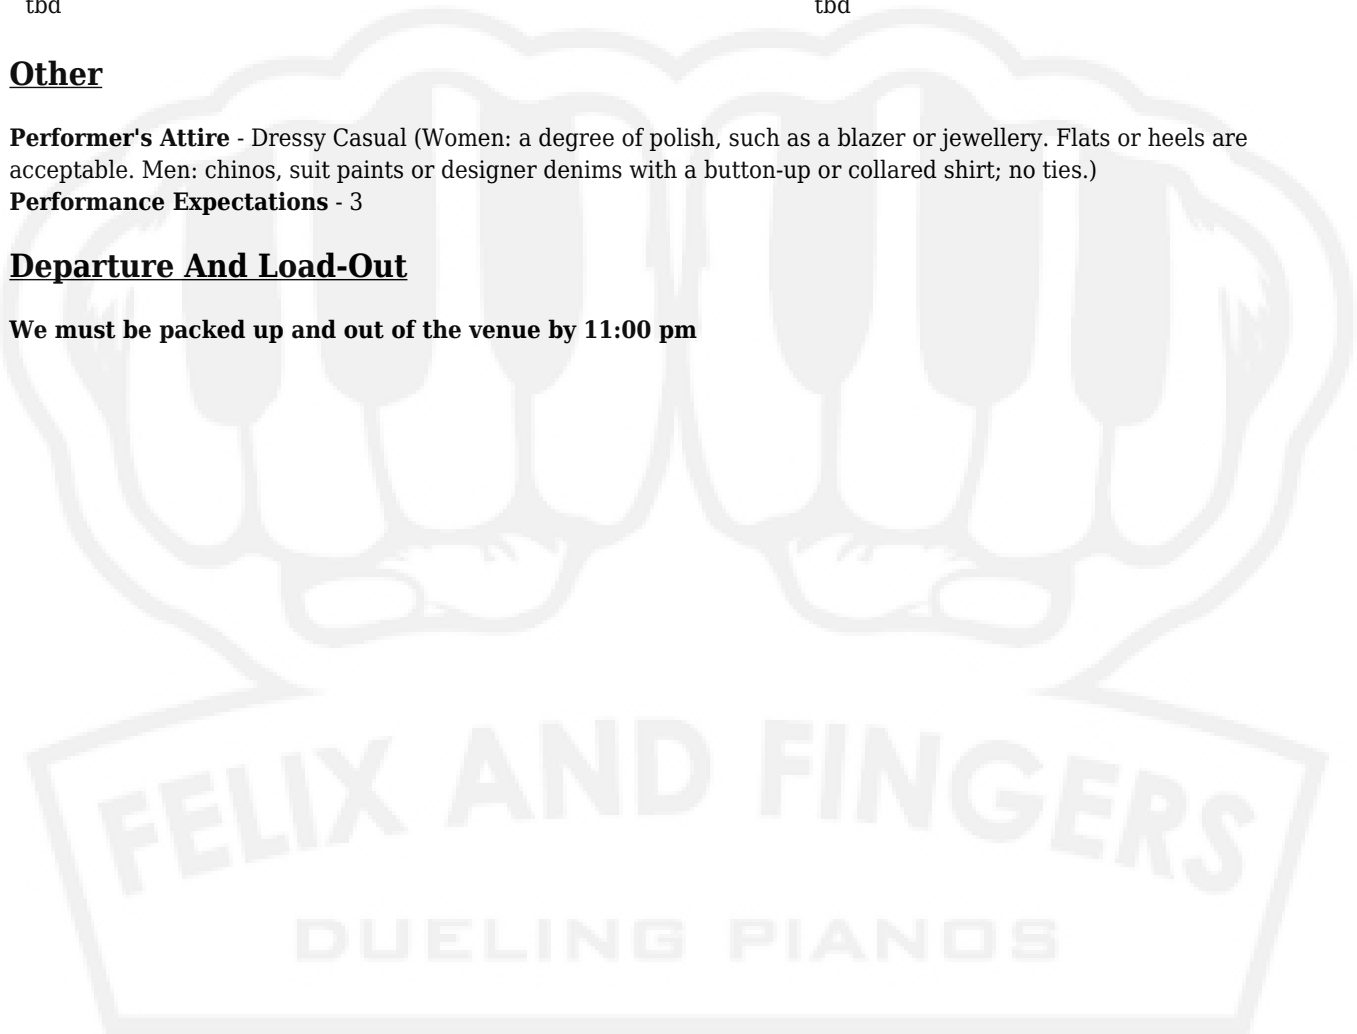 tbd tbd
Other
Performer's Attire - Dressy Casual (Women: a degree of polish, such as a blazer or jewellery. Flats or heels are
acceptable. Men: chinos, suit paints or designer denims with a button-up or collared shirt; no ties.)
Performance Expectations - 3
Departure And Load-Out
We must be packed up and out of the venue by 11:00 pm
FELIX AND FINGERS
DUELING PIANOS